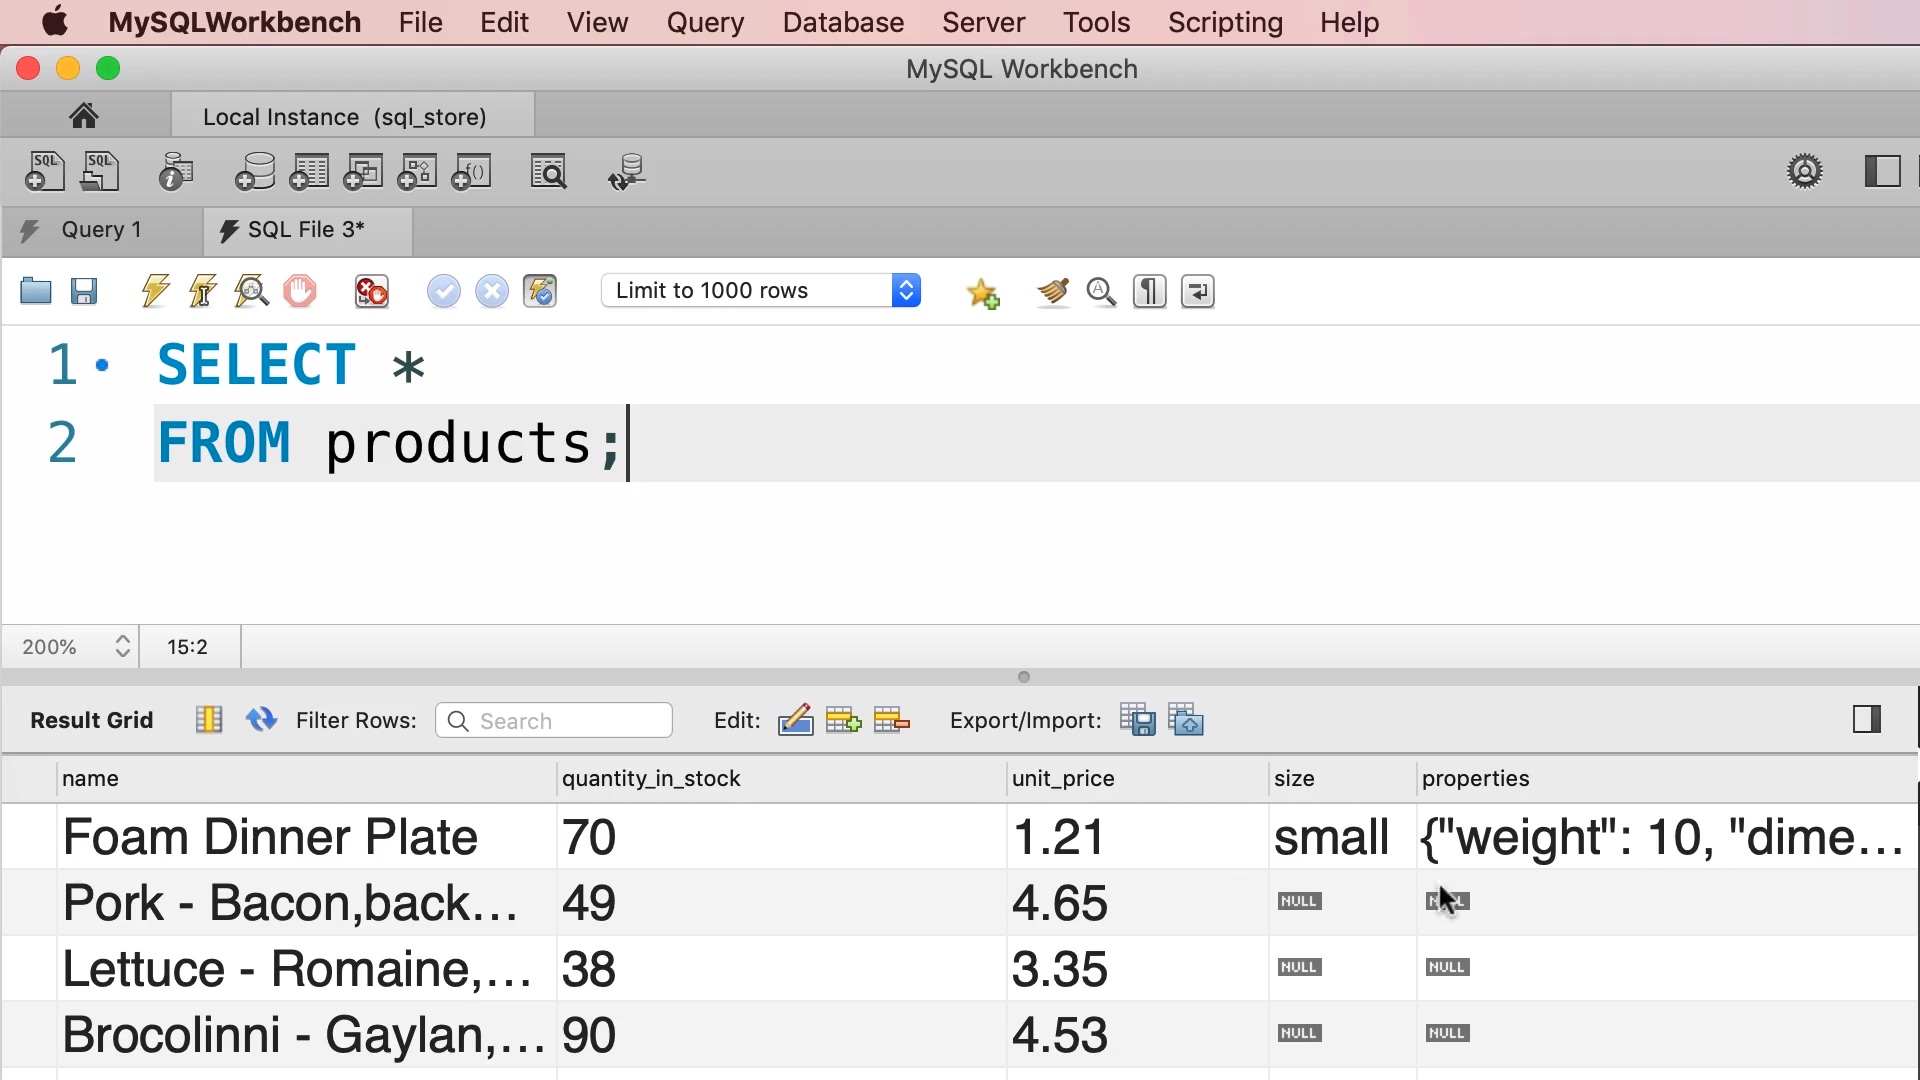 MySQLWorkbench File Edit View Query Database Server Tools Scripting Help
MySQL Workbench
Local Instance (sql_store)
SQL SQL
Query 1 SQL File 3*
Limit to 1000 rows
1 SELECT *
2 FROM products;
200% 15:2
Result Grid Filter Rows: Search Edit: Export/Import:
name quantity_in_stock unit_price size properties
Foam Dinner Plate 70 1.21 small {"weight": 10, "dime...
Pork - Bacon,back... 49 4.65 NULL NULL
Lettuce - Romaine,... 38 3.35 NULL NULL
Brocolinni - Gaylan,... 90 4.53 NULL NULL